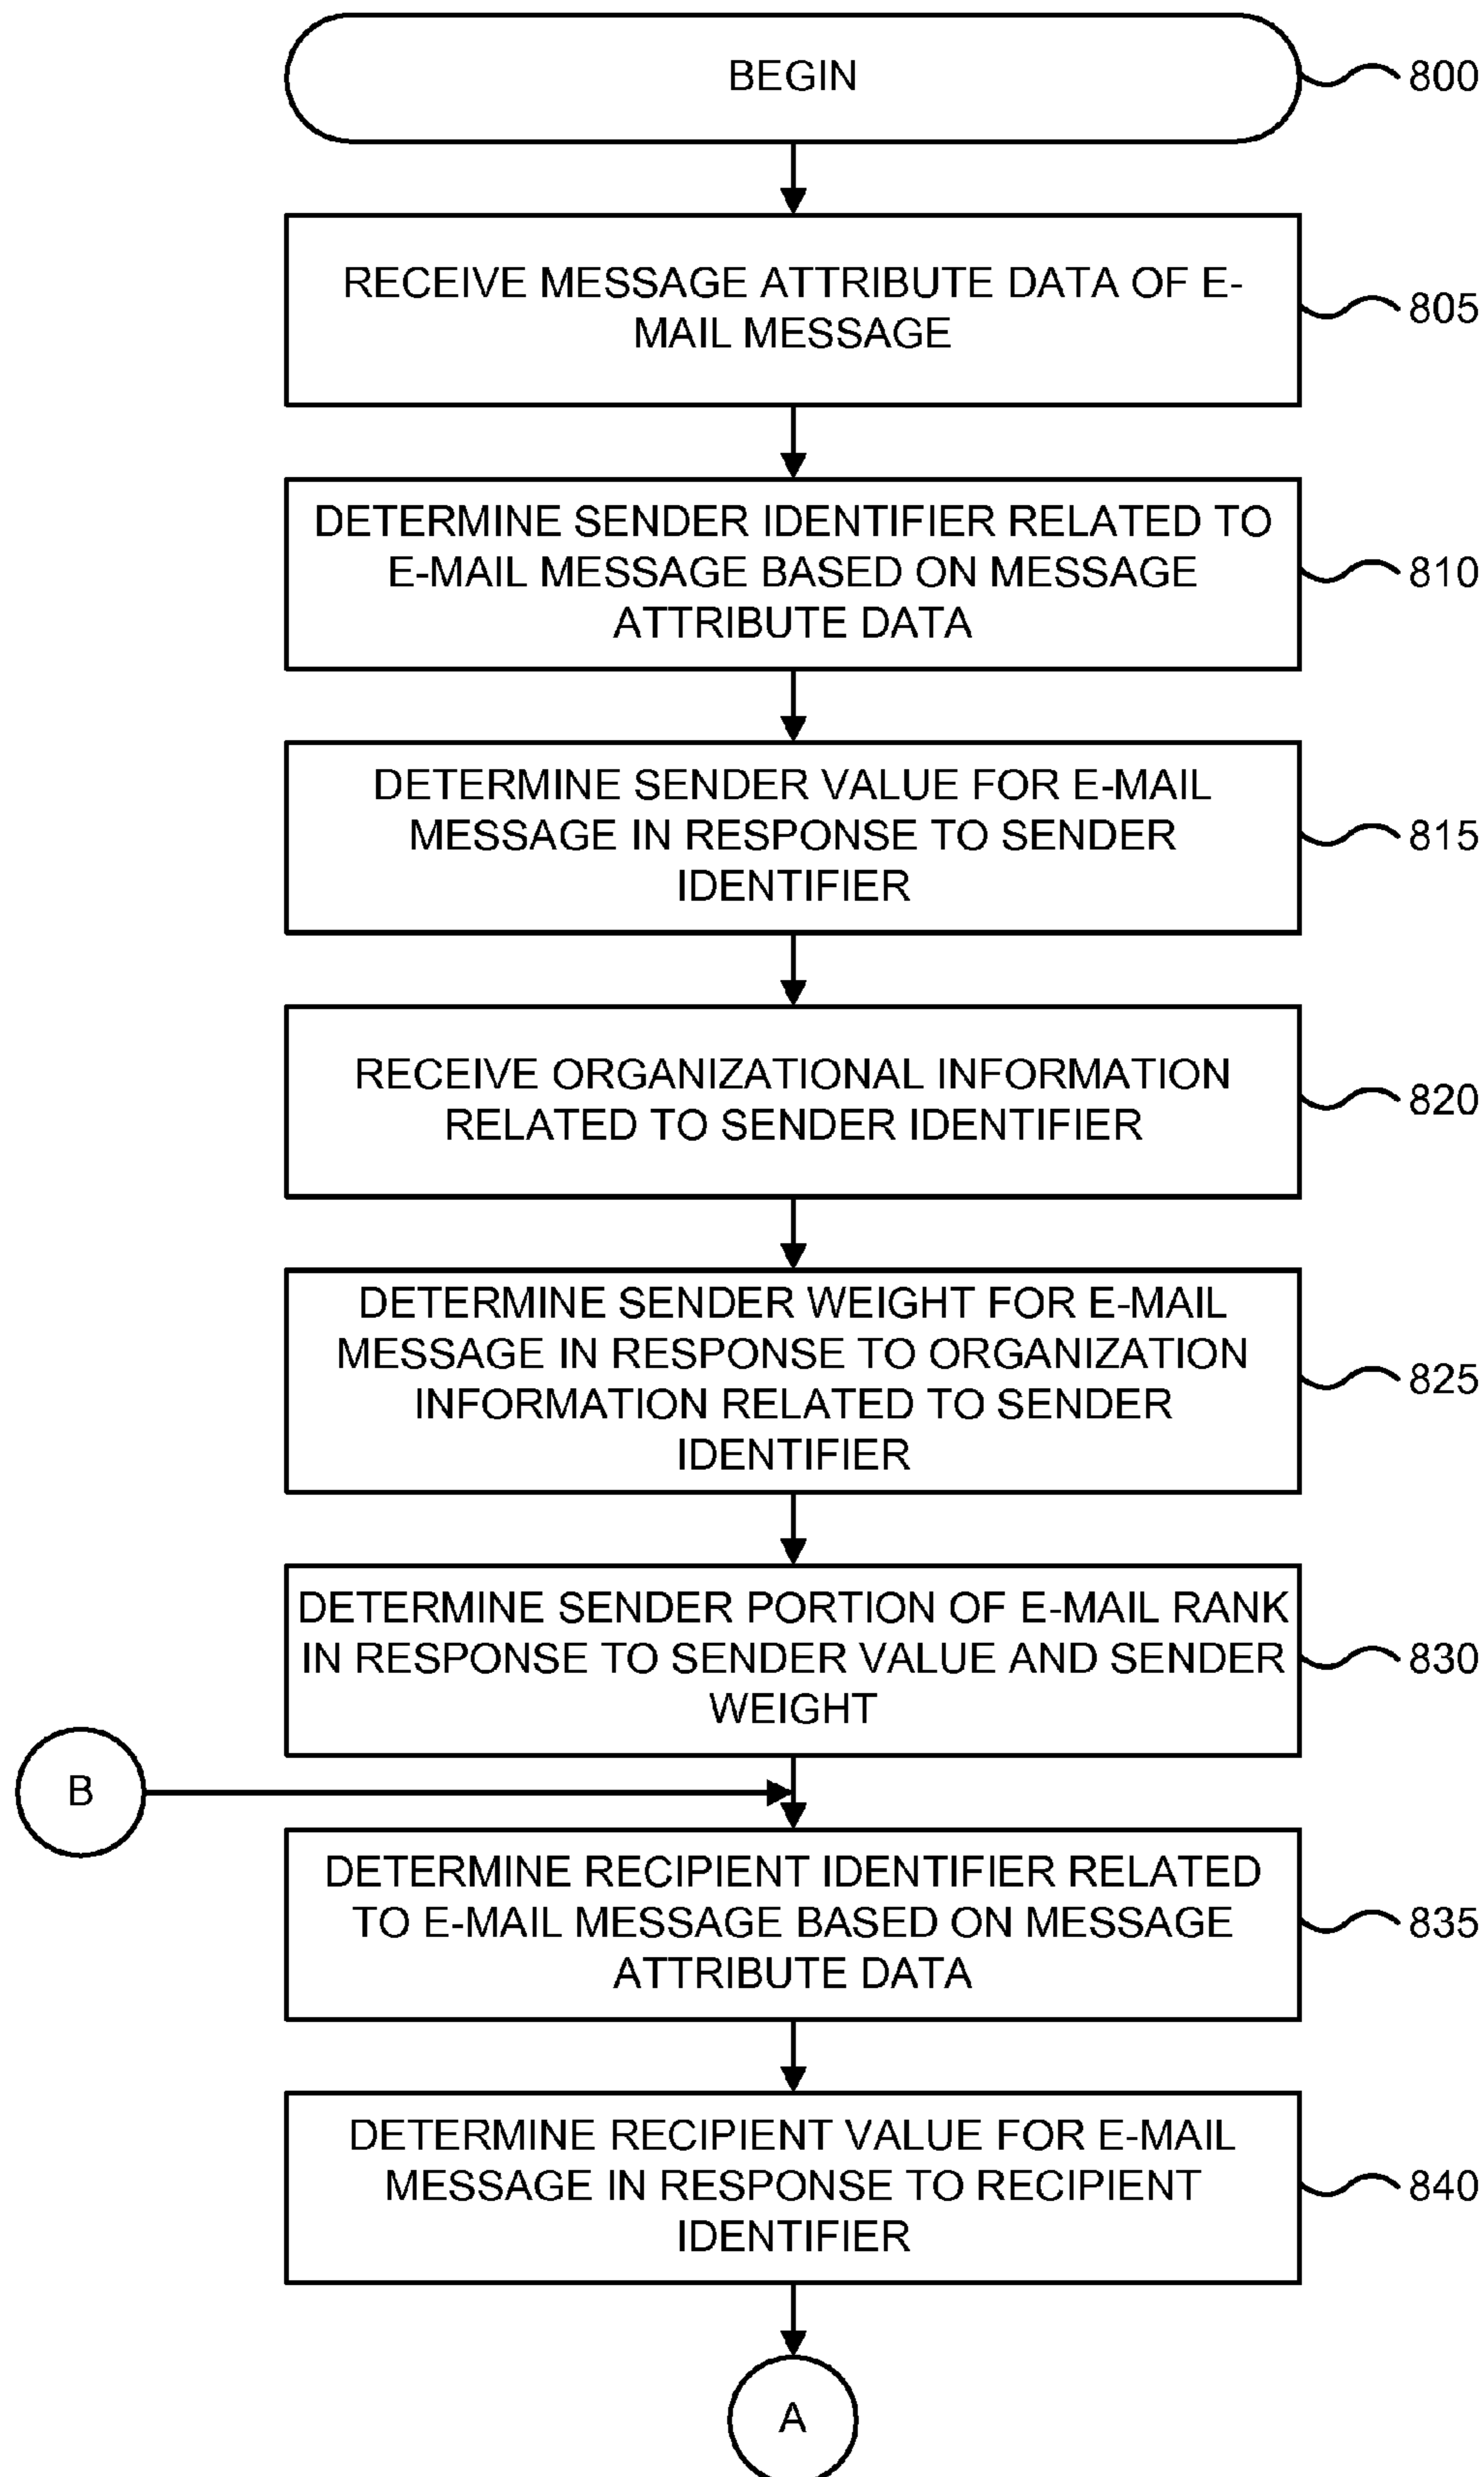 BEGIN
800
RECEIVE MESSAGE ATTRIBUTE DATA OF E-
MAIL MESSAGE
805
DETERMINE SENDER IDENTIFIER RELATED TO
E-MAIL MESSAGE BASED ON MESSAGE
ATTRIBUTE DATA
810
DETERMINE SENDER VALUE FOR E-MAIL
MESSAGE IN RESPONSE TO SENDER
IDENTIFIER
815
RECEIVE ORGANIZATIONAL INFORMATION
RELATED TO SENDER IDENTIFIER
820
DETERMINE SENDER WEIGHT FOR E-MAIL
MESSAGE IN RESPONSE TO ORGANIZATION
INFORMATION RELATED TO SENDER
IDENTIFIER
825
DETERMINE SENDER PORTION OF E-MAIL RANK
IN RESPONSE TO SENDER VALUE AND SENDER
WEIGHT
830
B
DETERMINE RECIPIENT IDENTIFIER RELATED
TO E-MAIL MESSAGE BASED ON MESSAGE
ATTRIBUTE DATA
835
DETERMINE RECIPIENT VALUE FOR E-MAIL
MESSAGE IN RESPONSE TO RECIPIENT
IDENTIFIER
840
A